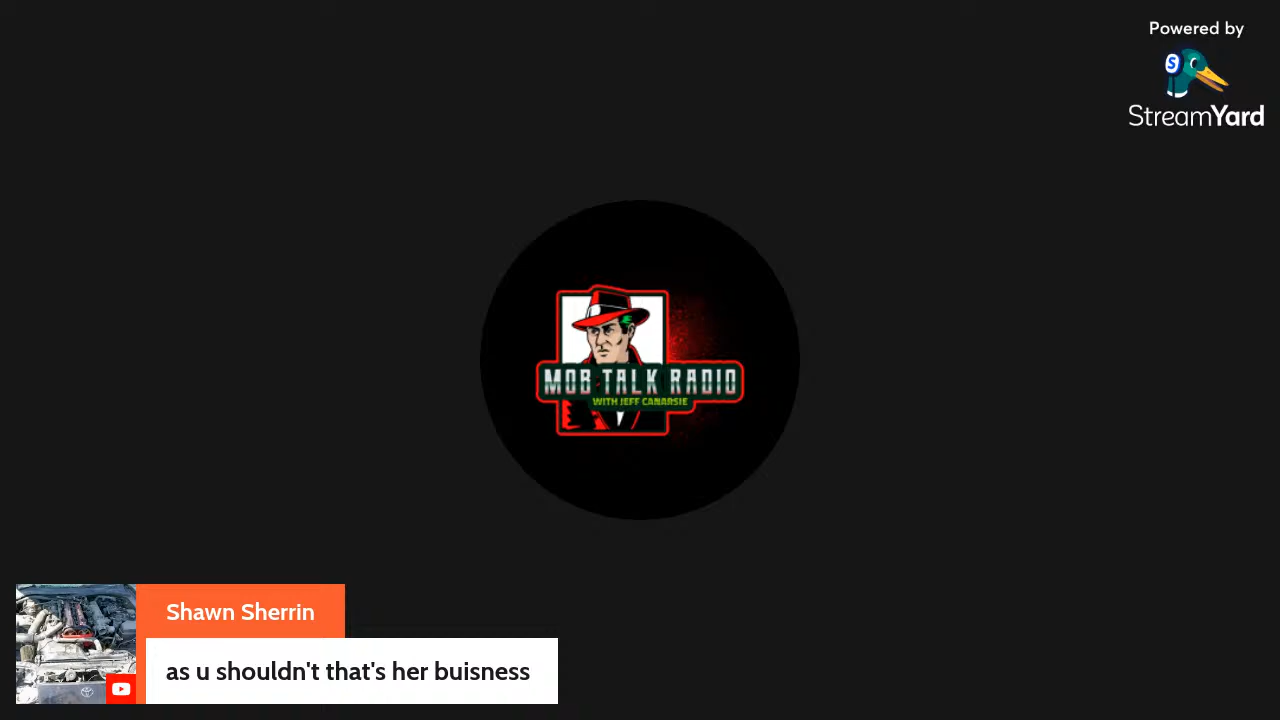 Powered by
StreamYard
MOB TALK RADIO
WITH JEFF CANARSIE
Shawn Sherrin
as u shouldn't that's her buisness